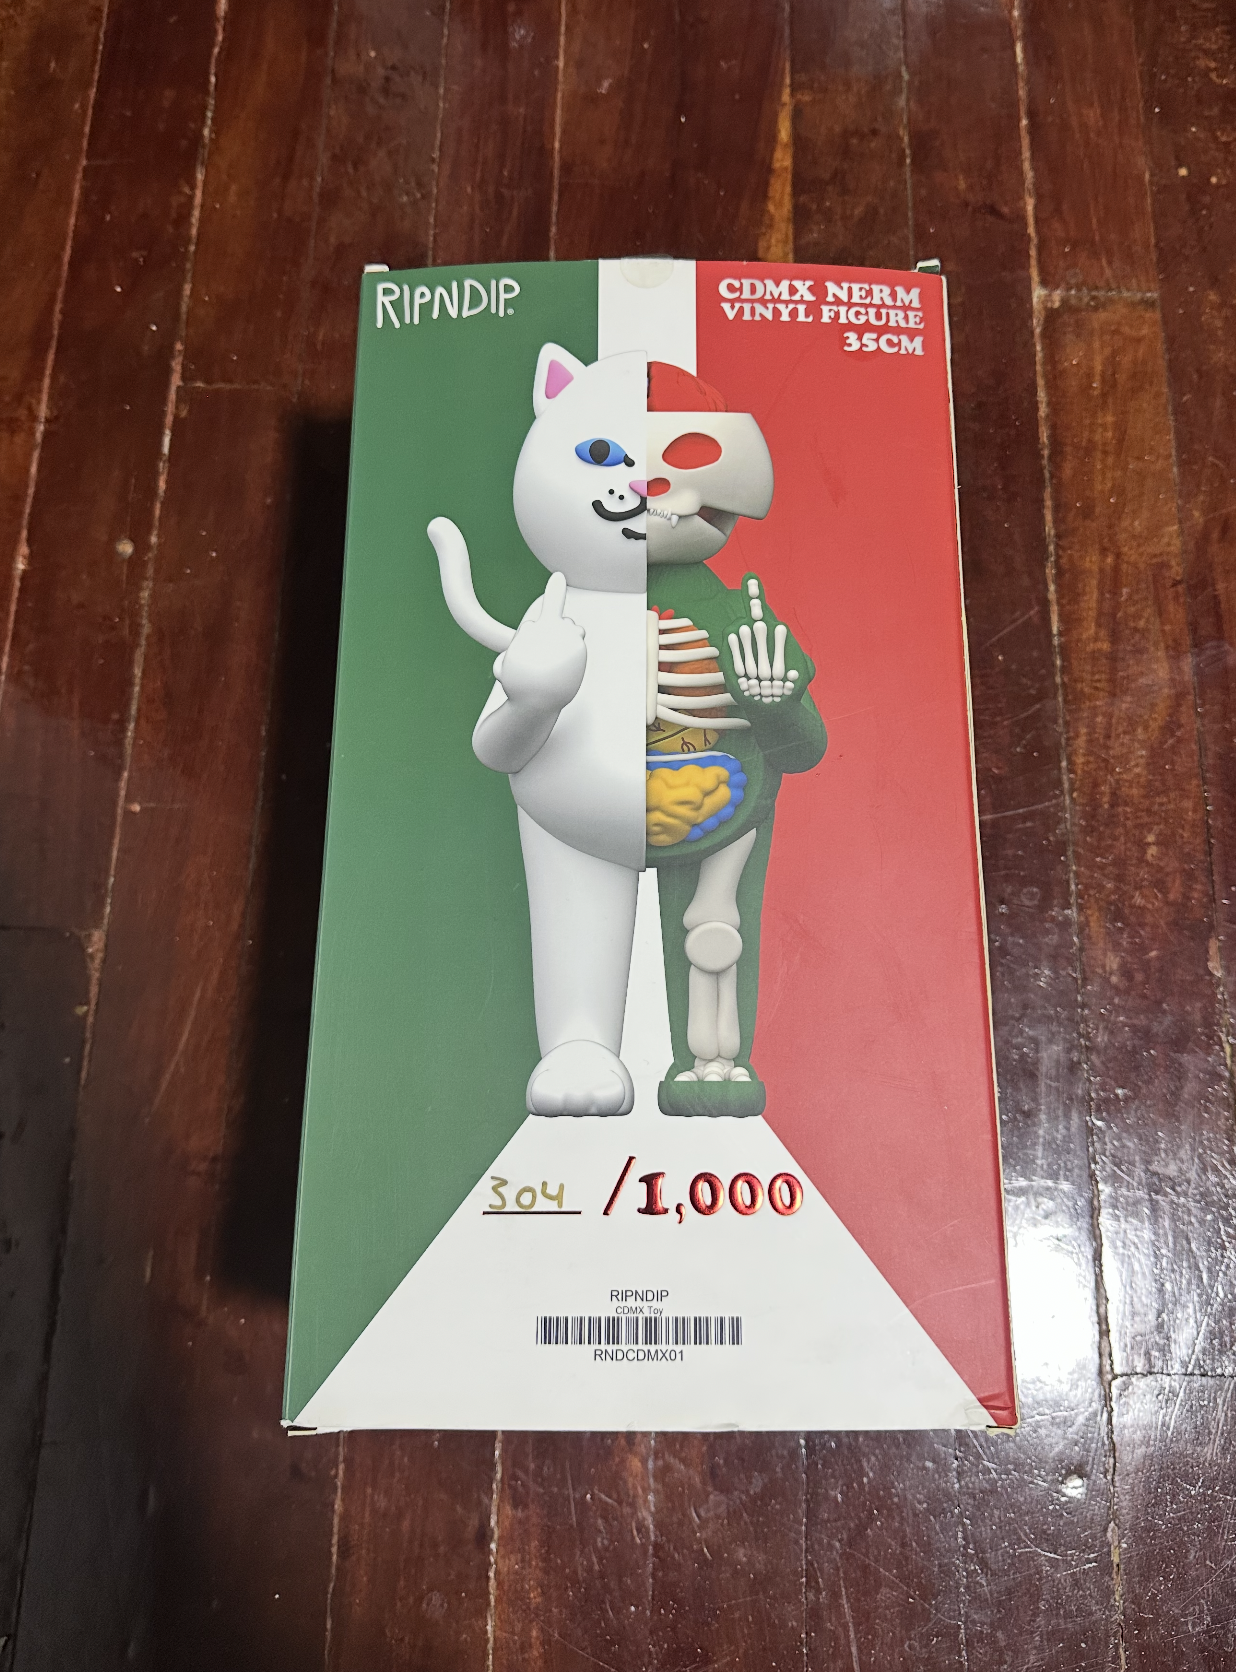 RIPNDIP
CDMX NERM
VINYL FIGURE
35CM
304 /1,000
RIPNDIP
CDMX Toy
RNDCDMX01